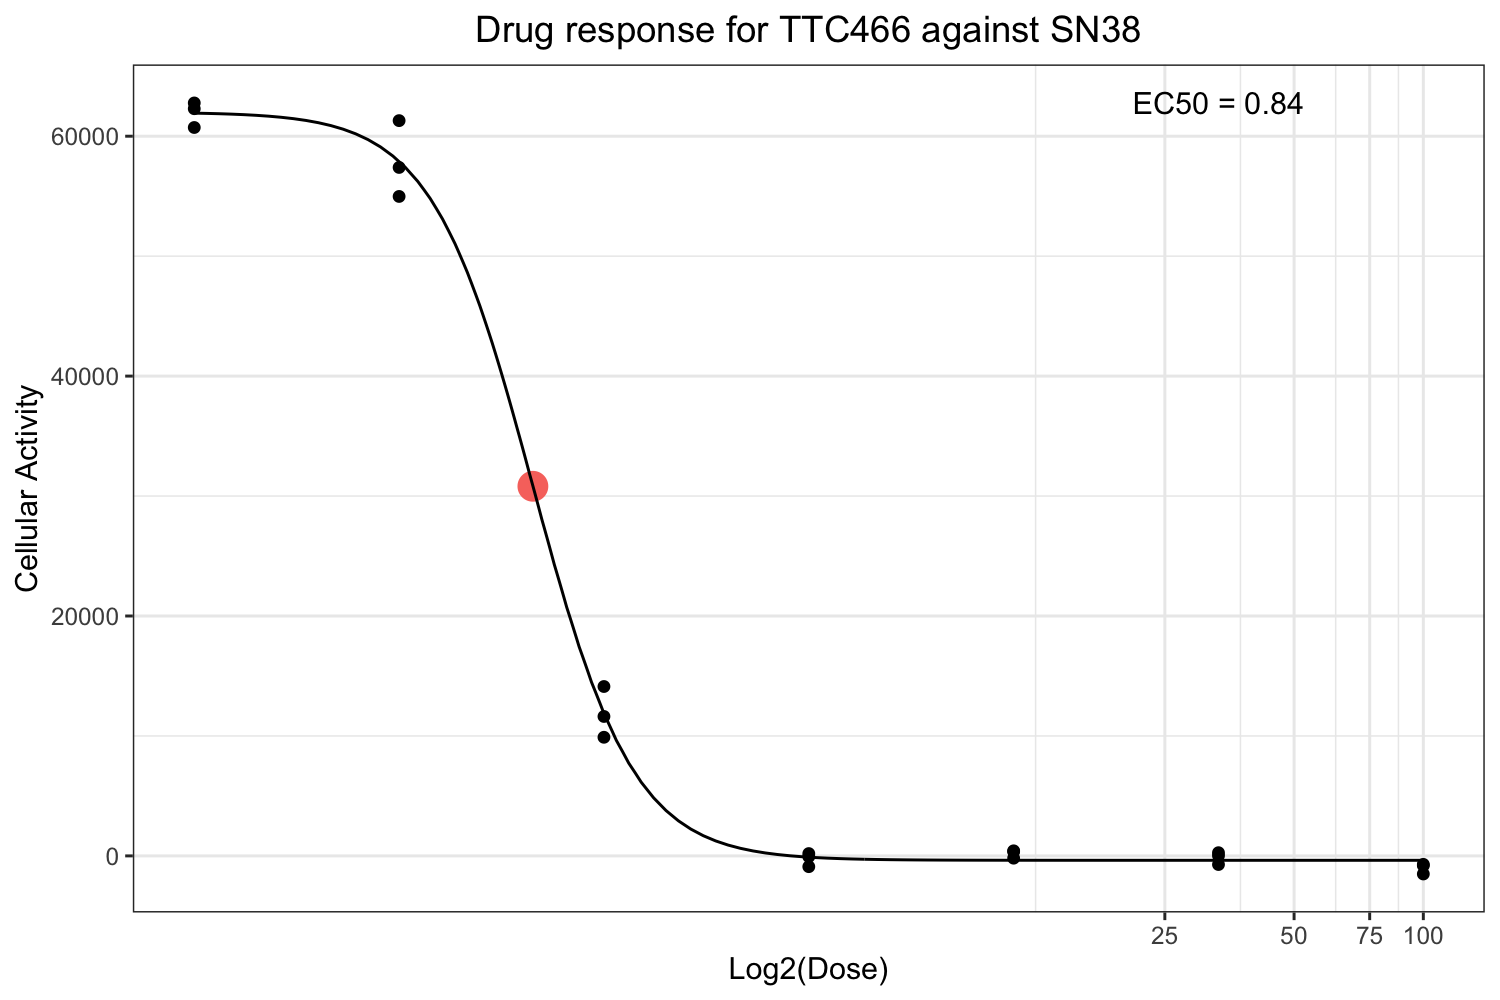 Drug response for TTC466 against SN38
EC50 = 0.84
60000
40000
20000
0
Cellular Activity
25 50 75 100
Log2(Dose)